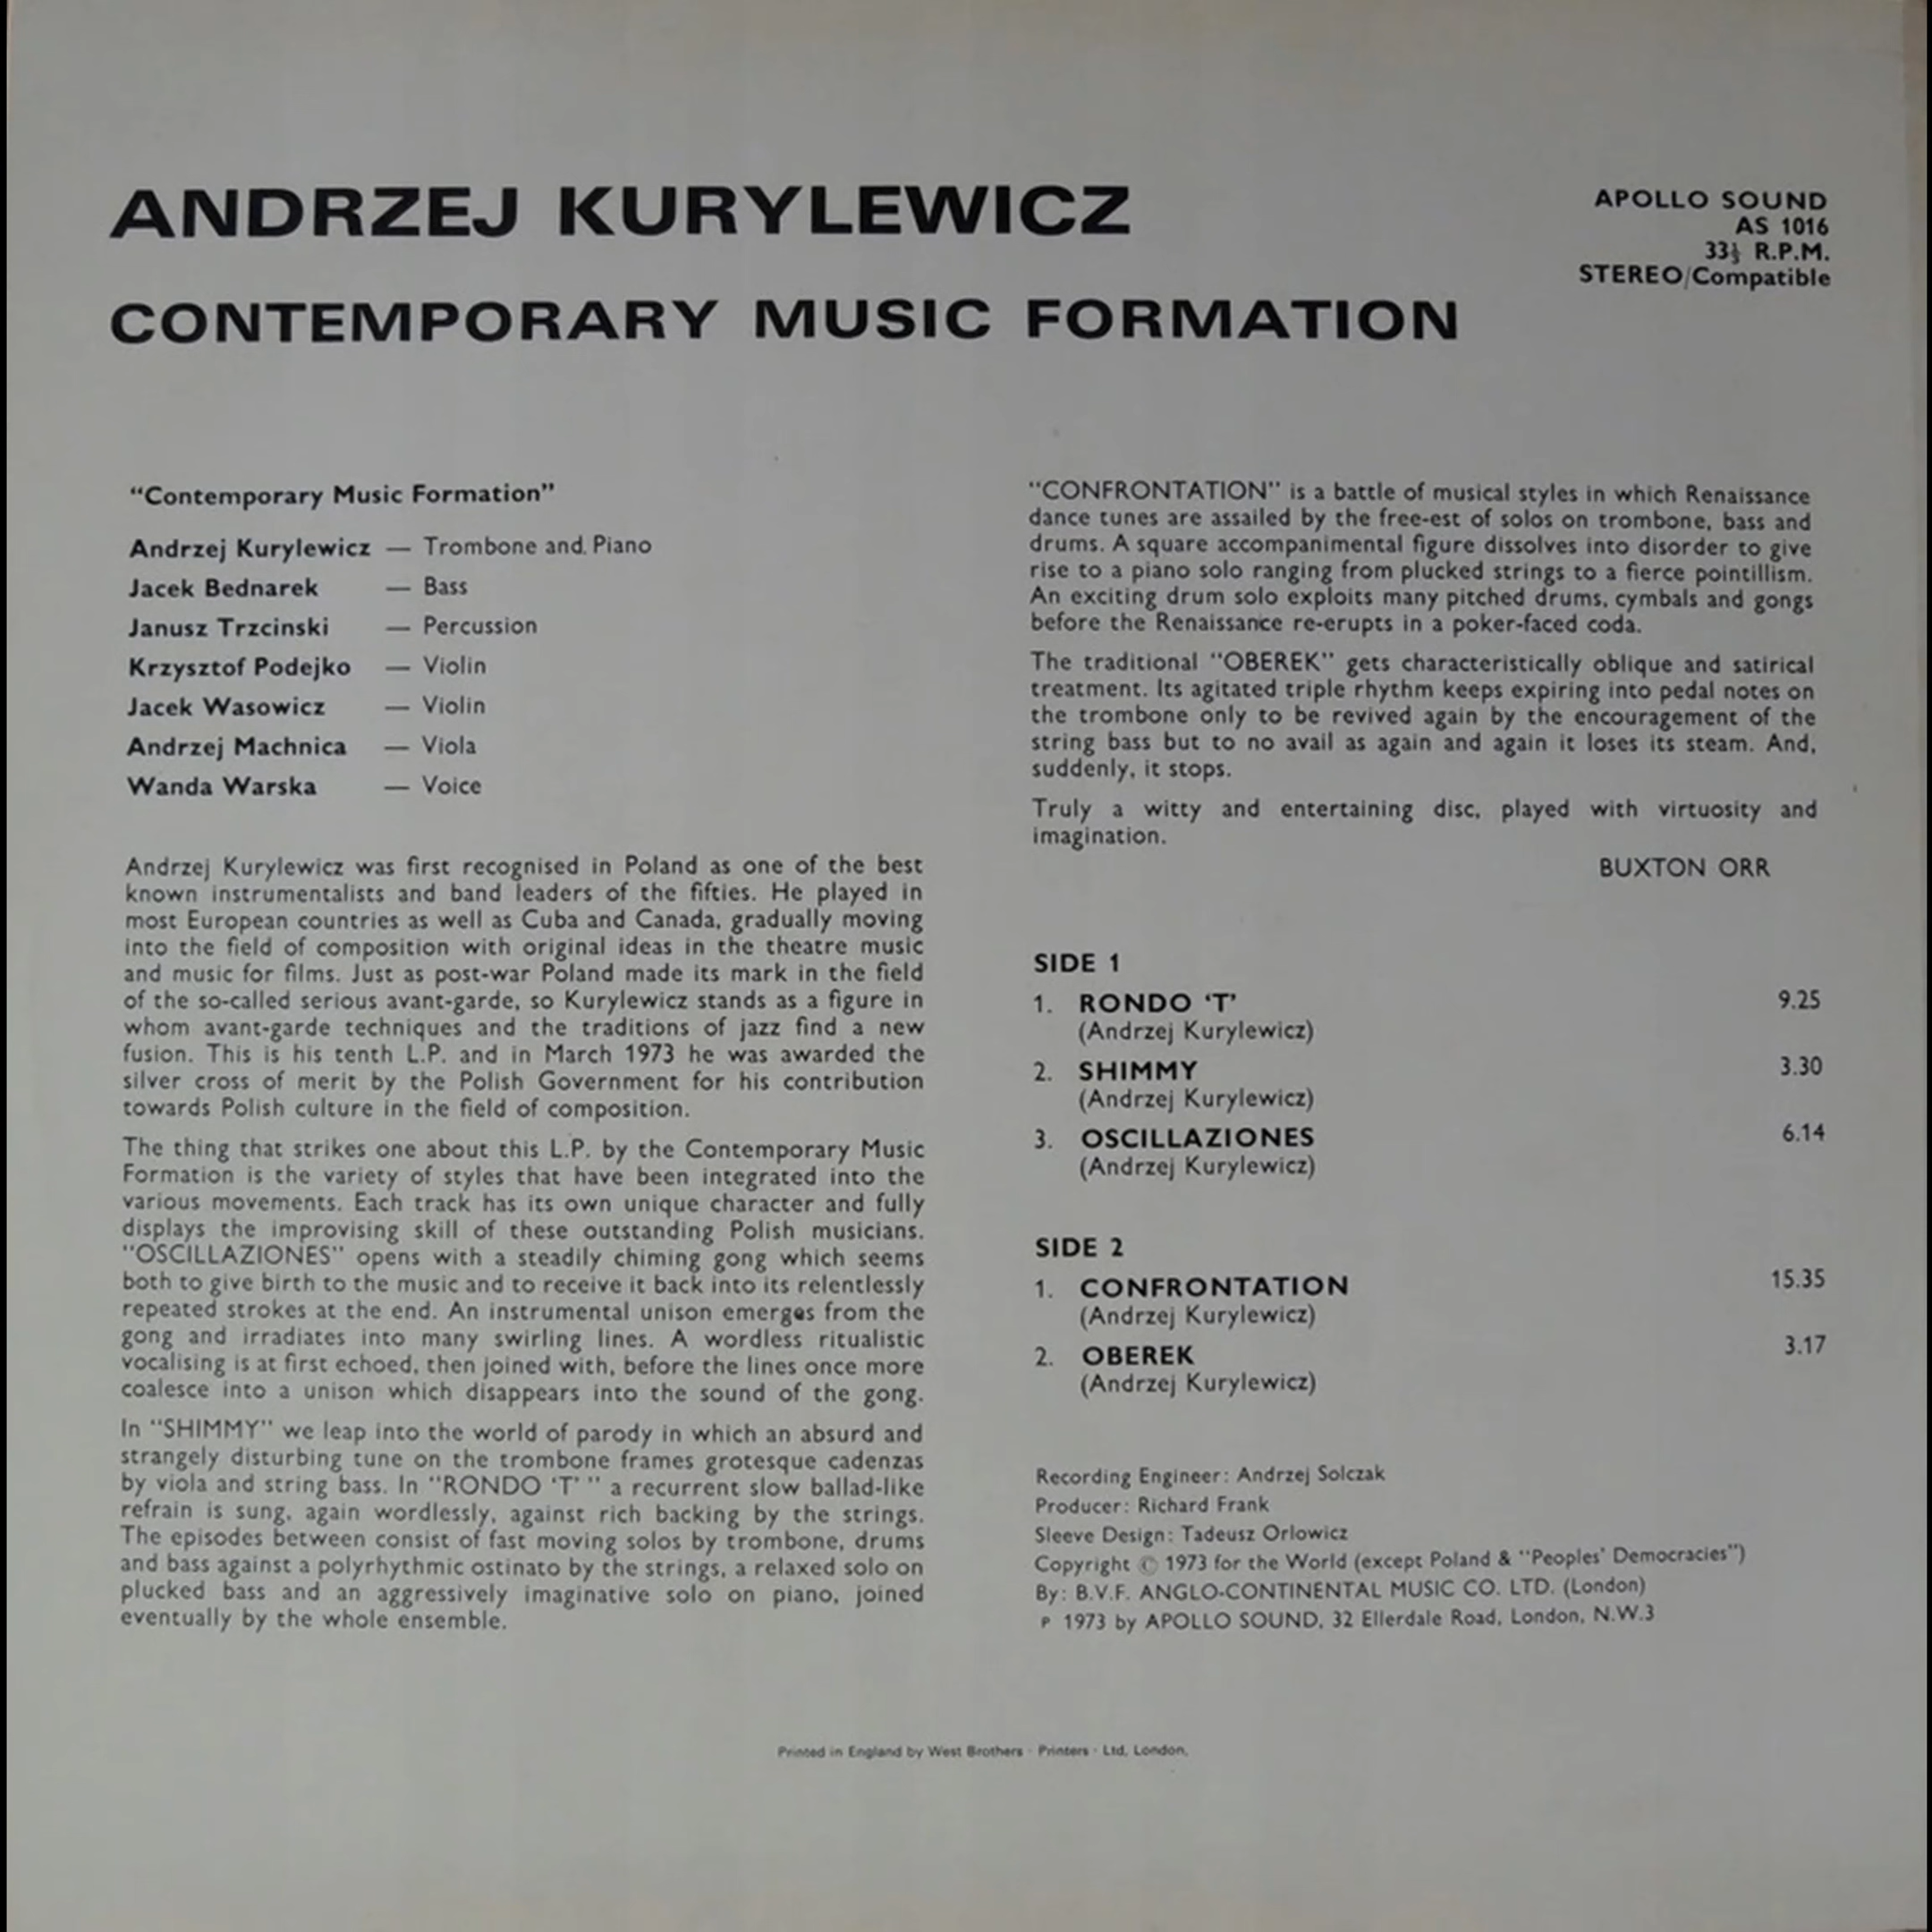 ANDRZEJ KURYLEWICZ
CONTEMPORARY MUSIC FORMATION
APOLLO SOUND
AS 1016
33⅓ R.P.M.
STEREO/Compatible
“Contemporary Music Formation”
Andrzej Kurylewicz — Trombone and Piano
Jacek Bednarek — Bass
Janusz Trzcinski — Percussion
Krzysztof Podejko — Violin
Jacek Wasowicz — Violin
Andrzej Machnica — Viola
Wanda Warska — Voice
Andrzej Kurylewicz was first recognised in Poland as one of the best
known instrumentalists and band leaders of the fifties. He played in
most European countries as well as Cuba and Canada, gradually moving
into the field of composition with original ideas in the theatre music
and music for films. Just as post-war Poland made its mark in the field
of the so-called serious avant-garde, so Kurylewicz stands as a figure in
whom avant-garde techniques and the traditions of jazz find a new
fusion. This is his tenth L.P. and in March 1973 he was awarded the
silver cross of merit by the Polish Government for his contribution
towards Polish culture in the field of composition.
The thing that strikes one about this L.P. by the Contemporary Music
Formation is the variety of styles that have been integrated into the
various movements. Each track has its own unique character and fully
displays the improvising skill of these outstanding Polish musicians.
“OSCILLAZIONES” opens with a steadily chiming gong which seems
both to give birth to the music and to receive it back into its relentlessly
repeated strokes at the end. An instrumental unison emerges from the
gong and irradiates into many swirling lines. A wordless ritualistic
vocalising is at first echoed, then joined with, before the lines once more
coalesce into a unison which disappears into the sound of the gong.
In “SHIMMY” we leap into the world of parody in which an absurd and
strangely disturbing tune on the trombone frames grotesque cadenzas
by viola and string bass. In “RONDO ‘T’ ” a recurrent slow ballad-like
refrain is sung, again wordlessly, against rich backing by the strings.
The episodes between consist of fast moving solos by trombone, drums
and bass against a polyrhythmic ostinato by the strings, a relaxed solo on
plucked bass and an aggressively imaginative solo on piano, joined
eventually by the whole ensemble.
“CONFRONTATION” is a battle of musical styles in which Renaissance
dance tunes are assailed by the free-est of solos on trombone, bass and
drums. A square accompanimental figure dissolves into disorder to give
rise to a piano solo ranging from plucked strings to a fierce pointillism.
An exciting drum solo exploits many pitched drums, cymbals and gongs
before the Renaissance re-erupts in a poker-faced coda.
The traditional “OBEREK” gets characteristically oblique and satirical
treatment. Its agitated triple rhythm keeps expiring into pedal notes on
the trombone only to be revived again by the encouragement of the
string bass but to no avail as again and again it loses its steam. And,
suddenly, it stops.
Truly a witty and entertaining disc, played with virtuosity and
imagination.
BUXTON ORR
SIDE 1
1. RONDO ‘T’ 9.25
(Andrzej Kurylewicz)
2. SHIMMY 3.30
(Andrzej Kurylewicz)
3. OSCILLAZIONES 6.14
(Andrzej Kurylewicz)
SIDE 2
1. CONFRONTATION 15.35
(Andrzej Kurylewicz)
2. OBEREK 3.17
(Andrzej Kurylewicz)
Recording Engineer: Andrzej Solczak
Producer: Richard Frank
Sleeve Design: Tadeusz Orlowicz
Copyright © 1973 for the World (except Poland & “Peoples’ Democracies”)
By: B.V.F. ANGLO-CONTINENTAL MUSIC CO. LTD. (London)
P 1973 by APOLLO SOUND, 32 Ellerdale Road, London, N.W.3
Printed in England by West Brothers · Printers · Ltd, London.